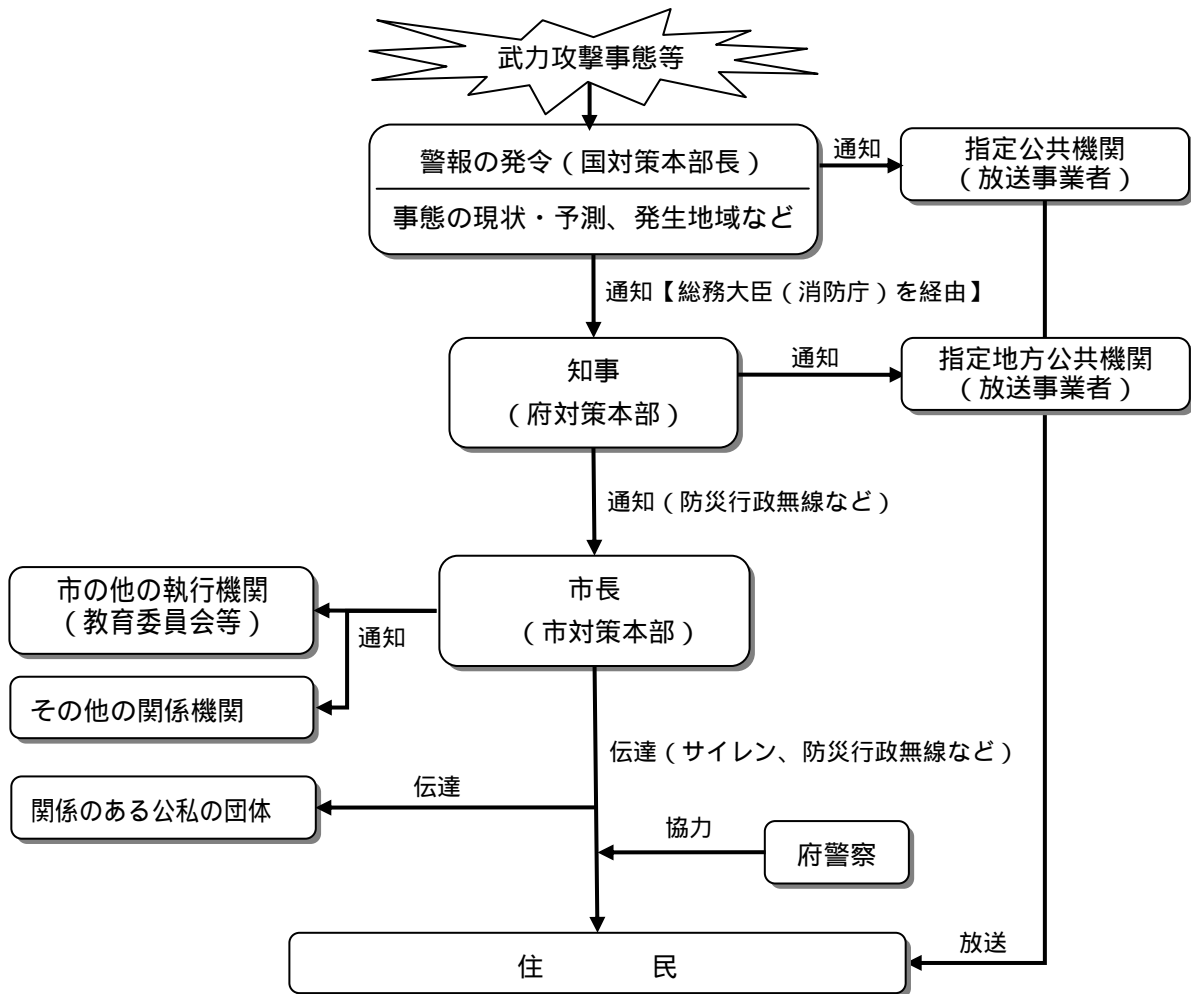 武力攻撃事態等
警報の発令（国対策本部長）
事態の現状・予測、発生地域など
通知
指定公共機関
（放送事業者）
通知【総務大臣（消防庁）を経由】
知事
（府対策本部）
通知
指定地方公共機関
（放送事業者）
通知（防災行政無線など）
市長
（市対策本部）
市の他の執行機関
（教育委員会等）
通知
その他の関係機関
伝達（サイレン、防災行政無線など）
関係のある公私の団体
伝達
協力
府警察
住　　　　民
放送